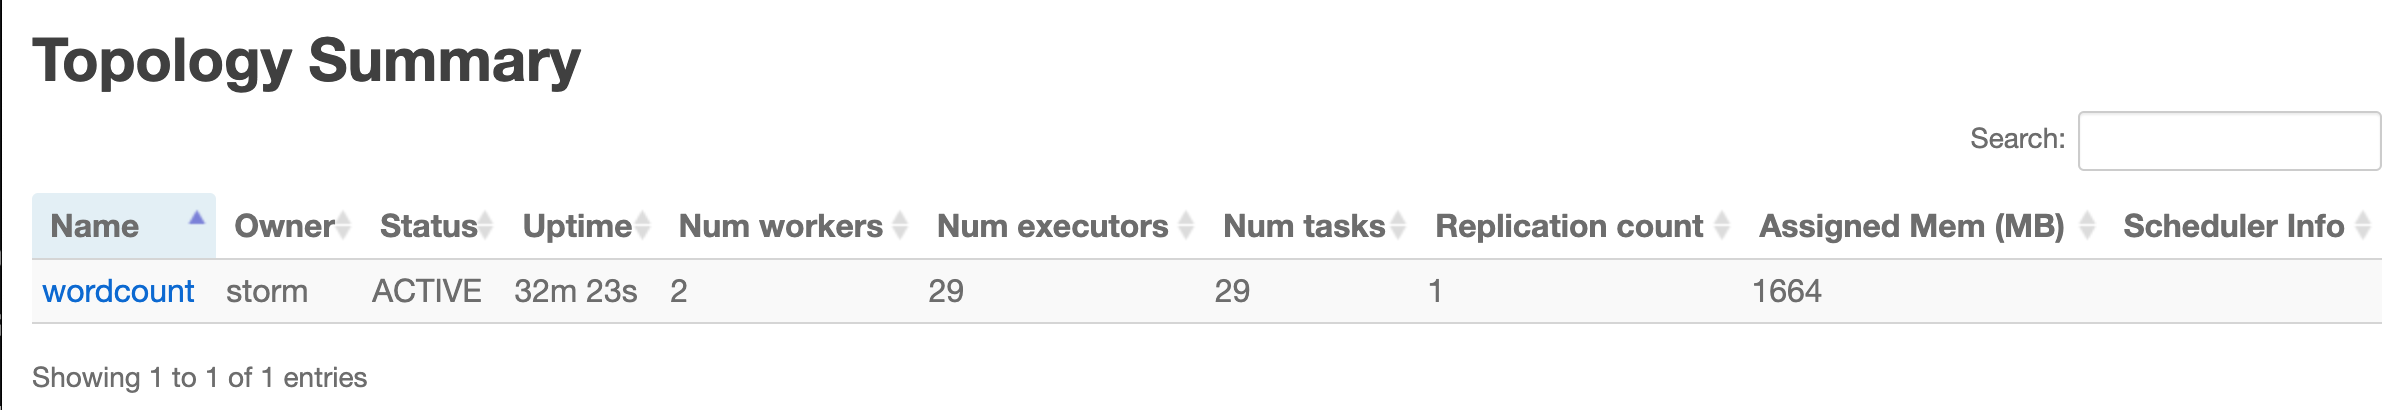 Topology Summary
Search:
Name Owner Status Uptime Num workers Num executors Num tasks Replication count Assigned Mem (MB) Scheduler Info
wordcount storm ACTIVE 32m 23s 2 29 29 1 1664
Showing 1 to 1 of 1 entries